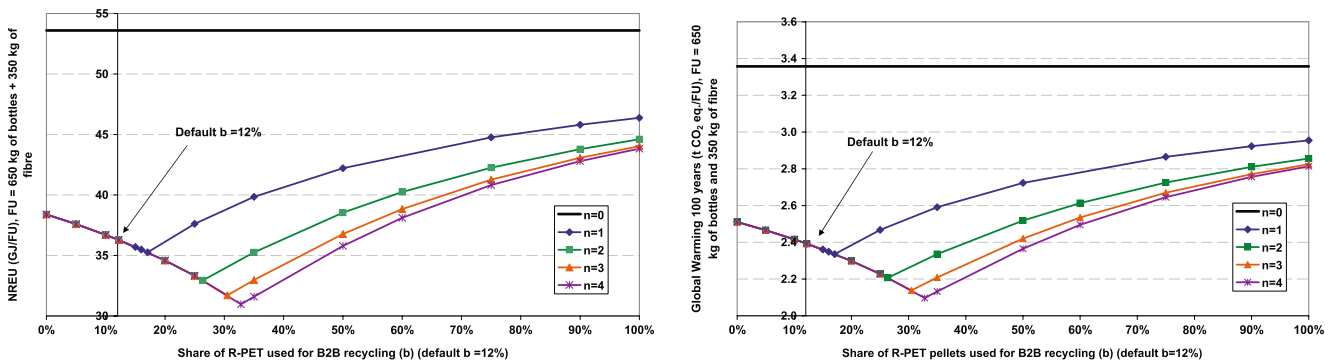 NREU (GJ/FU), FU = 650 kg of bottles + 350 kg of
fibre
55
50
45
40
35
30
Default b =12%
n=0
n=1
n=2
n=3
n=4
0% 10% 20% 30% 40% 50% 60% 70% 80% 90% 100%
Share of R-PET used for B2B recycling (b) (default b =12%)
Global Warming 100 years (t CO2 eq./FU), FU = 650
kg of bottles and 350 kg of fibre
3.6
3.4
3.2
3.0
2.8
2.6
2.4
2.2
2.0
Default b =12%
n=0
n=1
n=2
n=3
n=4
0% 10% 20% 30% 40% 50% 60% 70% 80% 90% 100%
Share of R-PET pellets used for B2B recycling (b) (default b =12%)